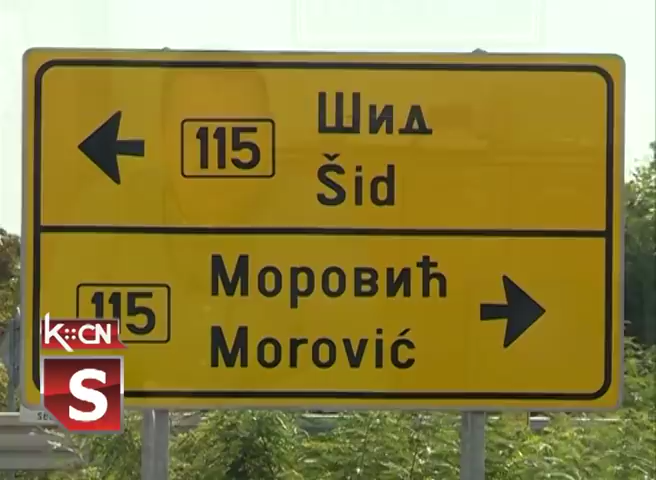 115 Шид
Šid
115 Моровић
Morović
K::CN
S